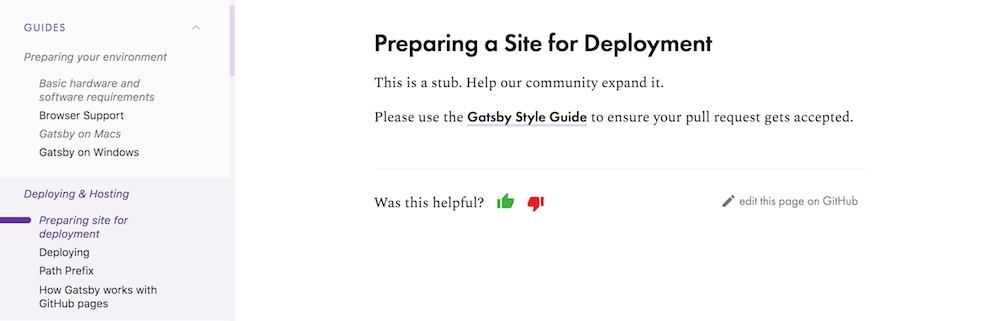 GUIDES
Preparing your environment
Basic hardware and
software requirements
Browser Support
Gatsby on Macs
Gatsby on Windows
Deploying & Hosting
Preparing site for
deployment
Deploying
Path Prefix
How Gatsby works with
GitHub pages
Preparing a Site for Deployment
This is a stub. Help our community expand it.
Please use the Gatsby Style Guide to ensure your pull request gets accepted.
Was this helpful?
edit this page on GitHub